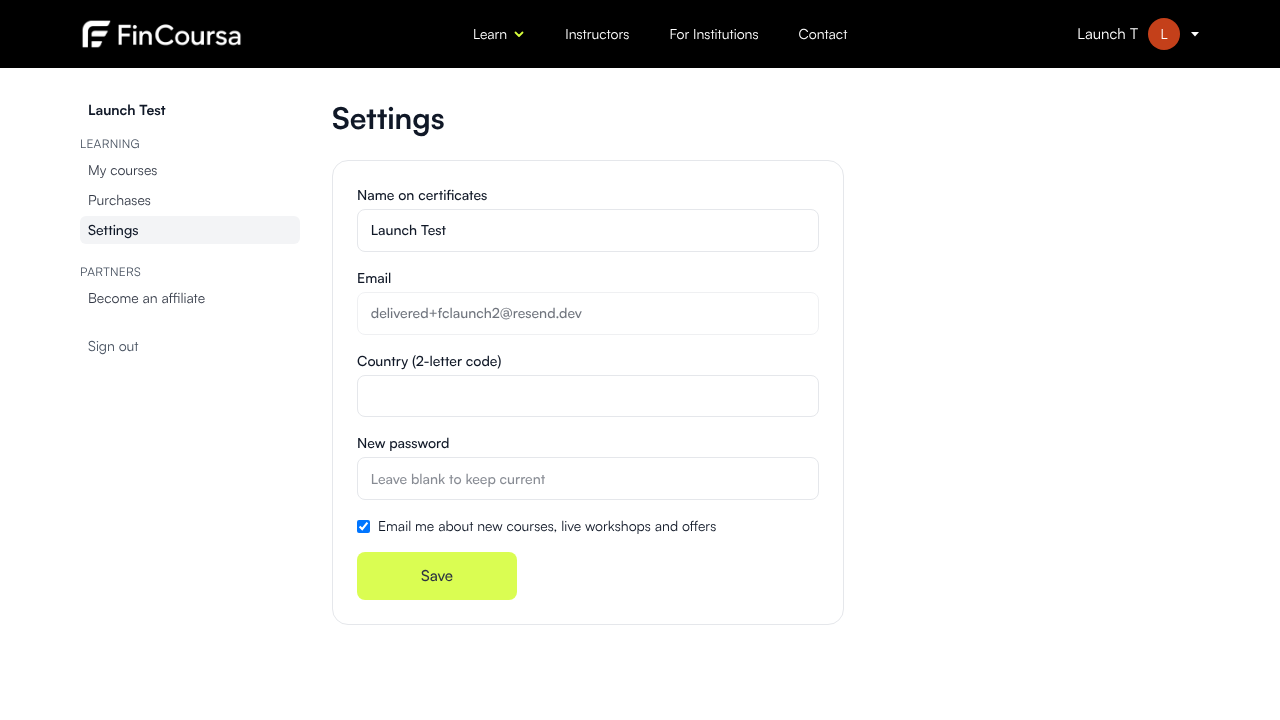 FinCoursa
Learn
Instructors
For Institutions
Contact
Launch T
L
Launch Test
LEARNING
My courses
Purchases
Settings
PARTNERS
Become an affiliate
Sign out
Settings
Name on certificates
Launch Test
Email
delivered+fclaunch2@resend.dev
Country (2-letter code)
New password
Leave blank to keep current
Email me about new courses, live workshops and offers
Save